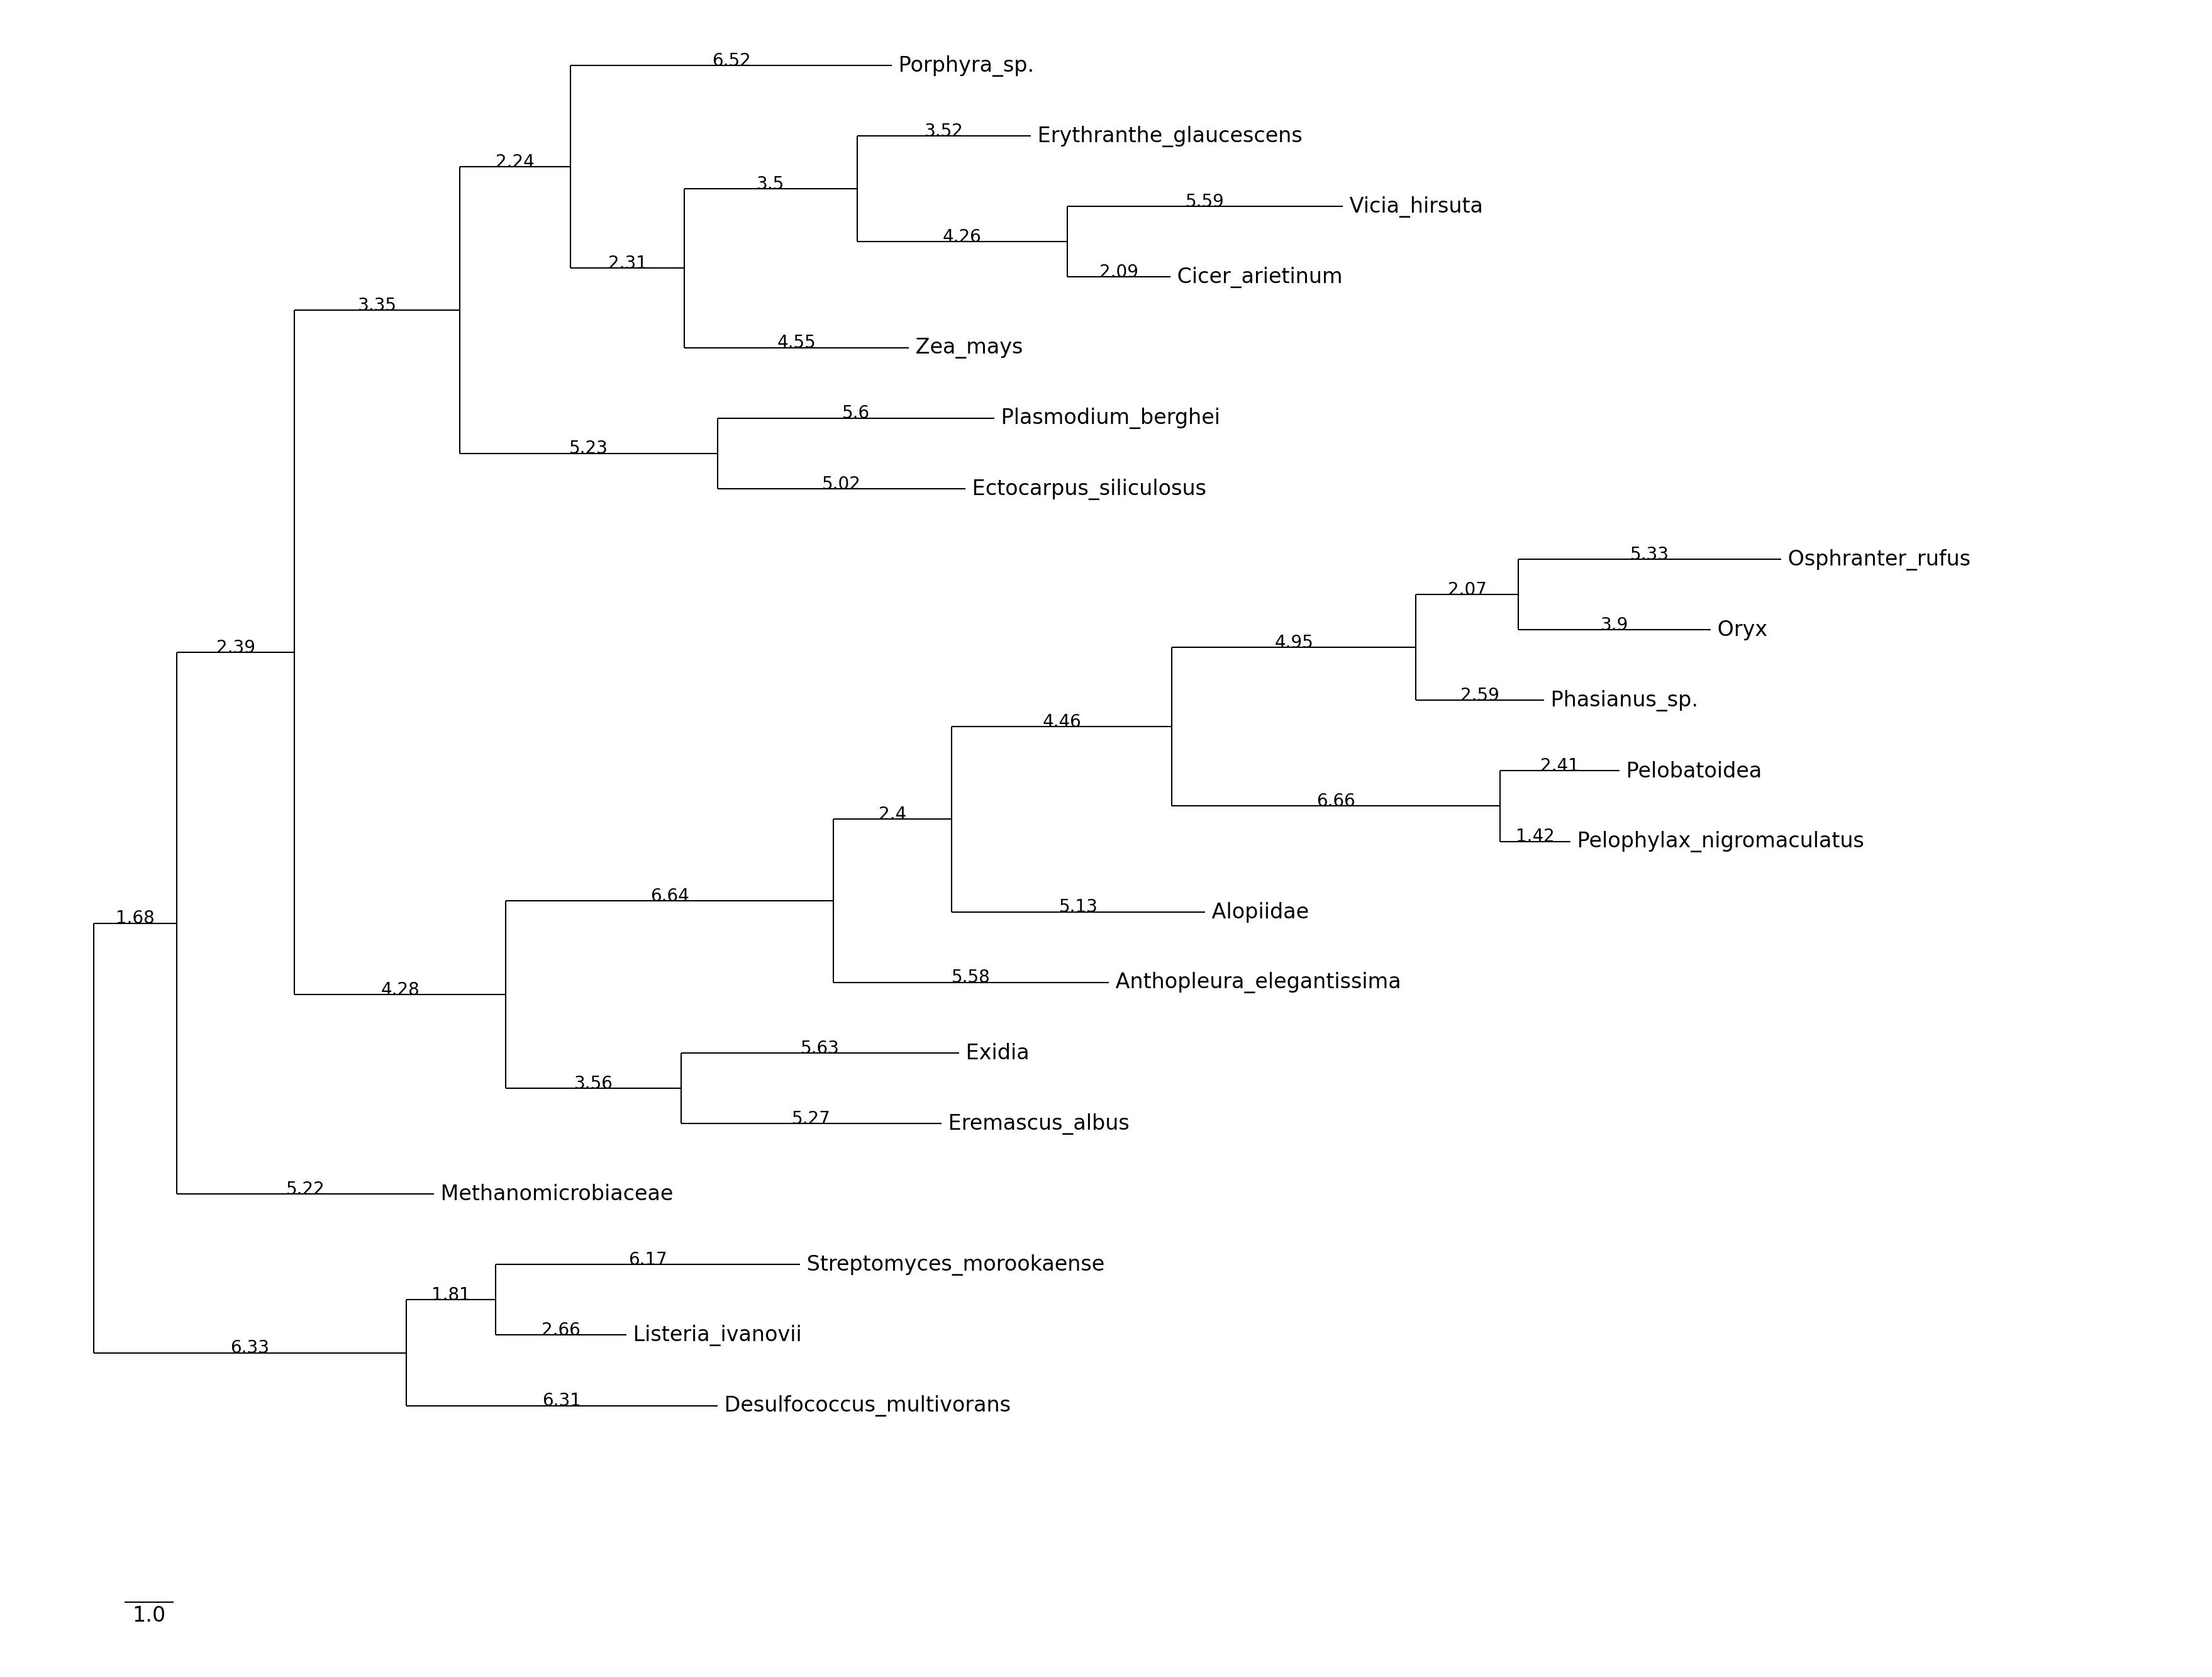 6.52 Porphyra_sp.
3.52 Erythranthe_glaucescens
2.24
3.5
5.59 Vicia_hirsuta
4.26
2.31
2.09 Cicer_arietinum
3.35
4.55 Zea_mays
5.6 Plasmodium_berghei
5.23
5.02 Ectocarpus_siliculosus
5.33 Osphranter_rufus
2.07
3.9 Oryx
2.39
4.95
2.59 Phasianus_sp.
4.46
2.41 Pelobatoidea
6.66
2.4
1.42 Pelophylax_nigromaculatus
6.64
5.13 Alopiidae
1.68
5.58 Anthopleura_elegantissima
4.28
5.63 Exidia
3.56
5.27 Eremascus_albus
5.22 Methanomicrobiaceae
6.17 Streptomyces_morookaense
1.81
2.66 Listeria_ivanovii
6.33
6.31 Desulfococcus_multivorans
1.0